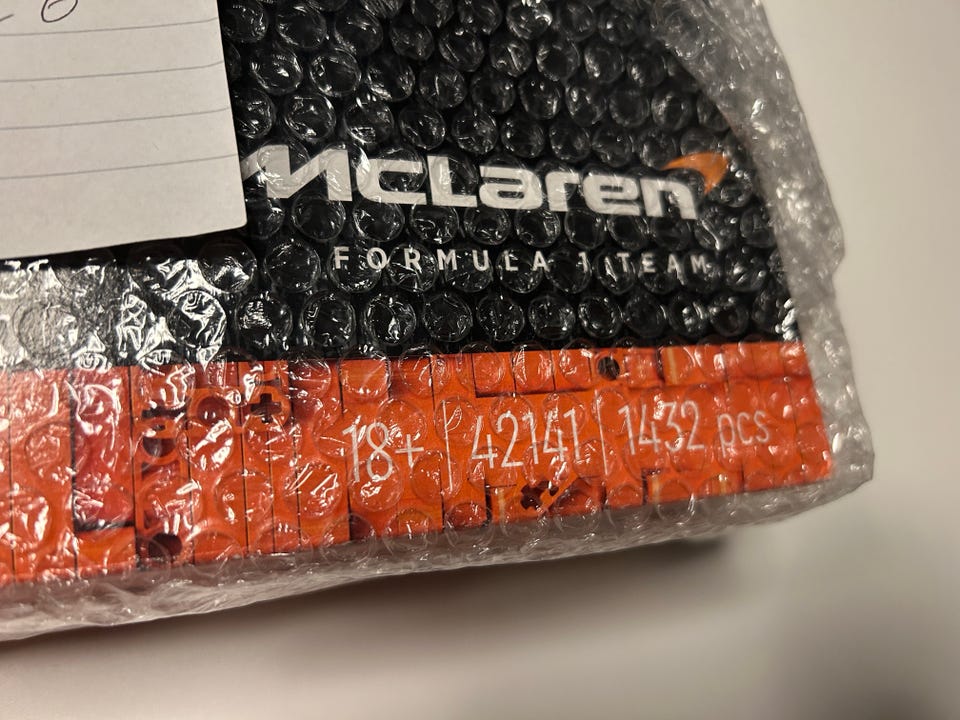 McLaren
FORMULA 1 TEAM
18+ | 42141 | 1432 pcs